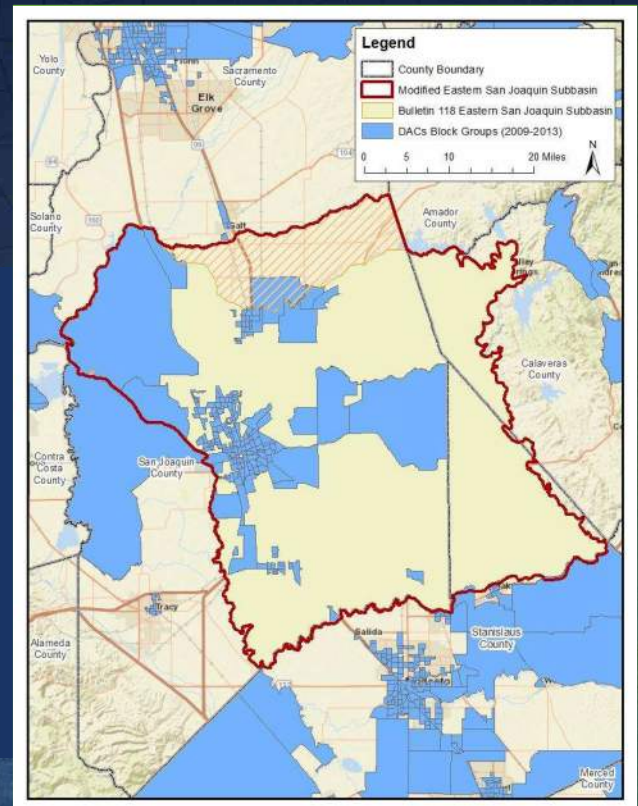 Legend
County Boundary
Modified Eastern San Joaquin Subbasin
Bulletin 118 Eastern San Joaquin Subbasin
DACs Block Groups (2009-2013)
0 5 10 20 Miles
N
Yolo
County
Sacramento
County
Elk
Grove
99
Solano
County
Galt
Amador
County
Calaveras
County
Contra
Costa
County
San Joaquin
County
Tracy
Alameda
County
Salida
Stanislaus
County
Merced
County